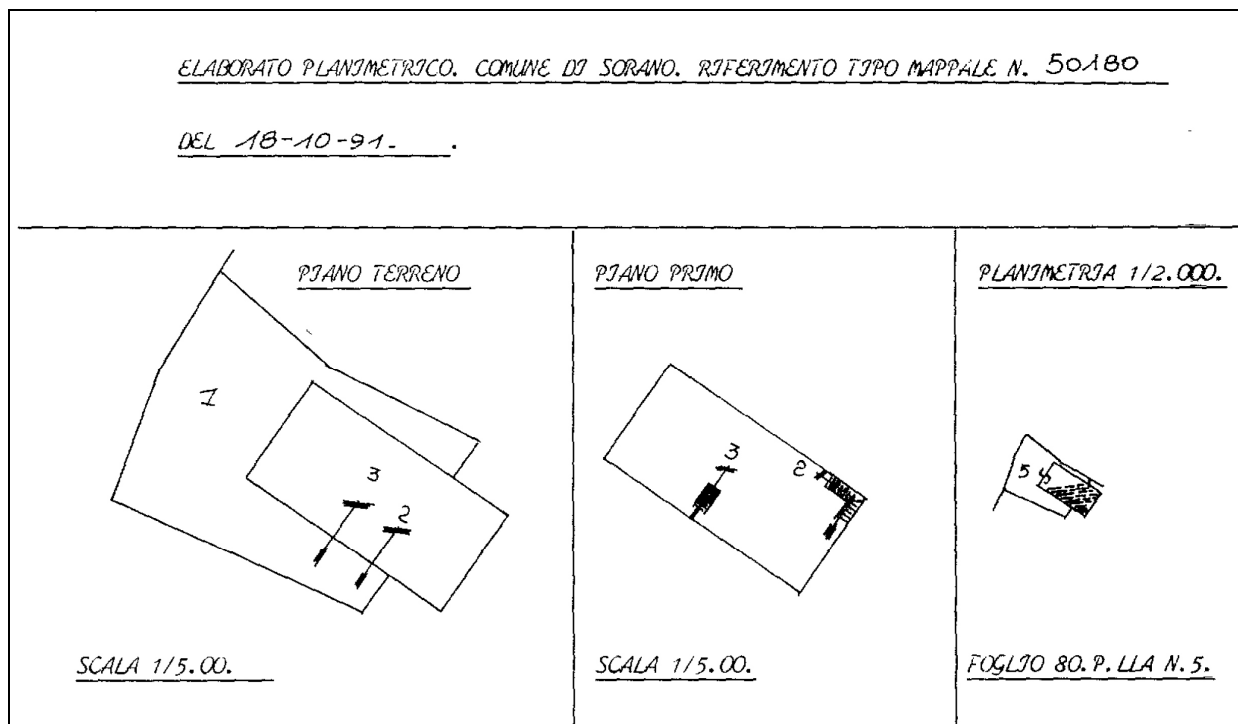 ELABORATO PLANIMETRICO. COMUNE DI SORANO. RIFERIMENTO TIPO MAPPALE N. 50180
DEL 18-10-91. .
PIANO TERRENO
1
3
2
SCALA 1/5.00.
PIANO PRIMO
3
2
SCALA 1/5.00.
PLANIMETRIA 1/2.000.
5
FOGLIO 80. P. LLA N. 5.